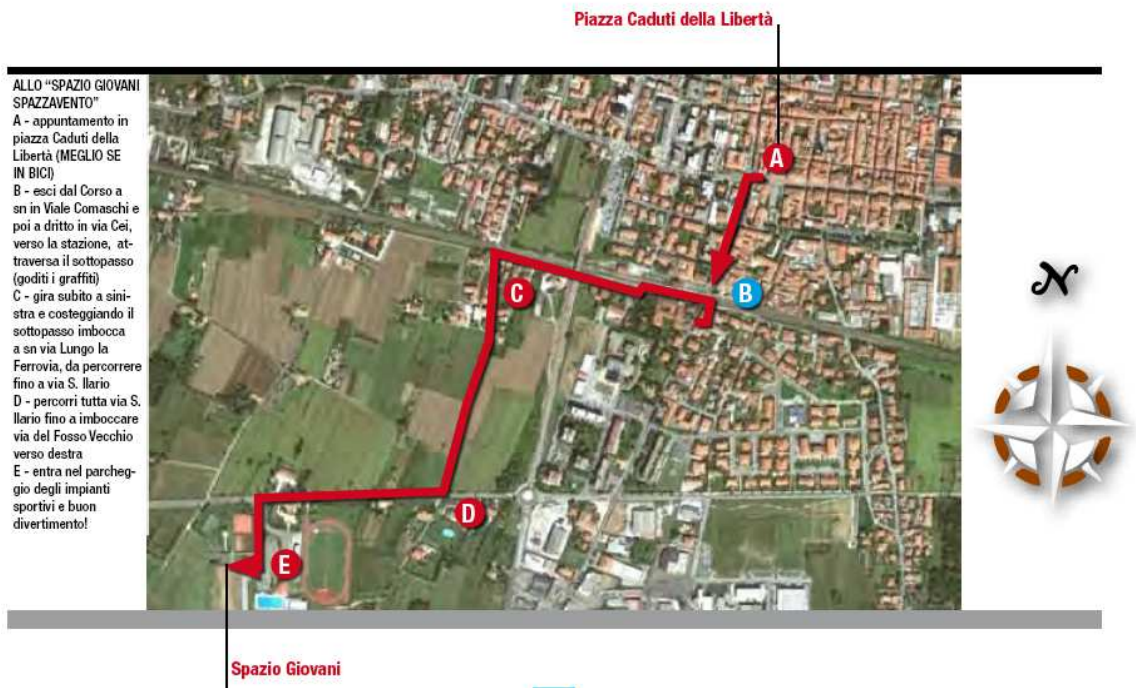 Piazza Caduti della Libertà
ALLO “SPAZIO GIOVANI
SPAZZAVENTO”
A - appuntamento in
piazza Caduti della
Libertà (MEGLIO SE
IN BICI)
B - esci dal Corso a
sn in Viale Comaschi e
poi a dritto in via Cei,
verso la stazione, at-
traversa il sottopasso
(goditi i graffiti)
C - gira subito a sini-
stra e costeggiando il
sottopasso imbocca
a sn via Lungo la
Ferrovia, da percorrere
fino a via S. Ilario
D - percorri tutta via S.
Ilario fino a imboccare
via del Fosso Vecchio
verso destra
E - entra nel parcheg-
gio degli impianti
sportivi e buon
divertimento!
A
B
C
D
E
N
Spazio Giovani